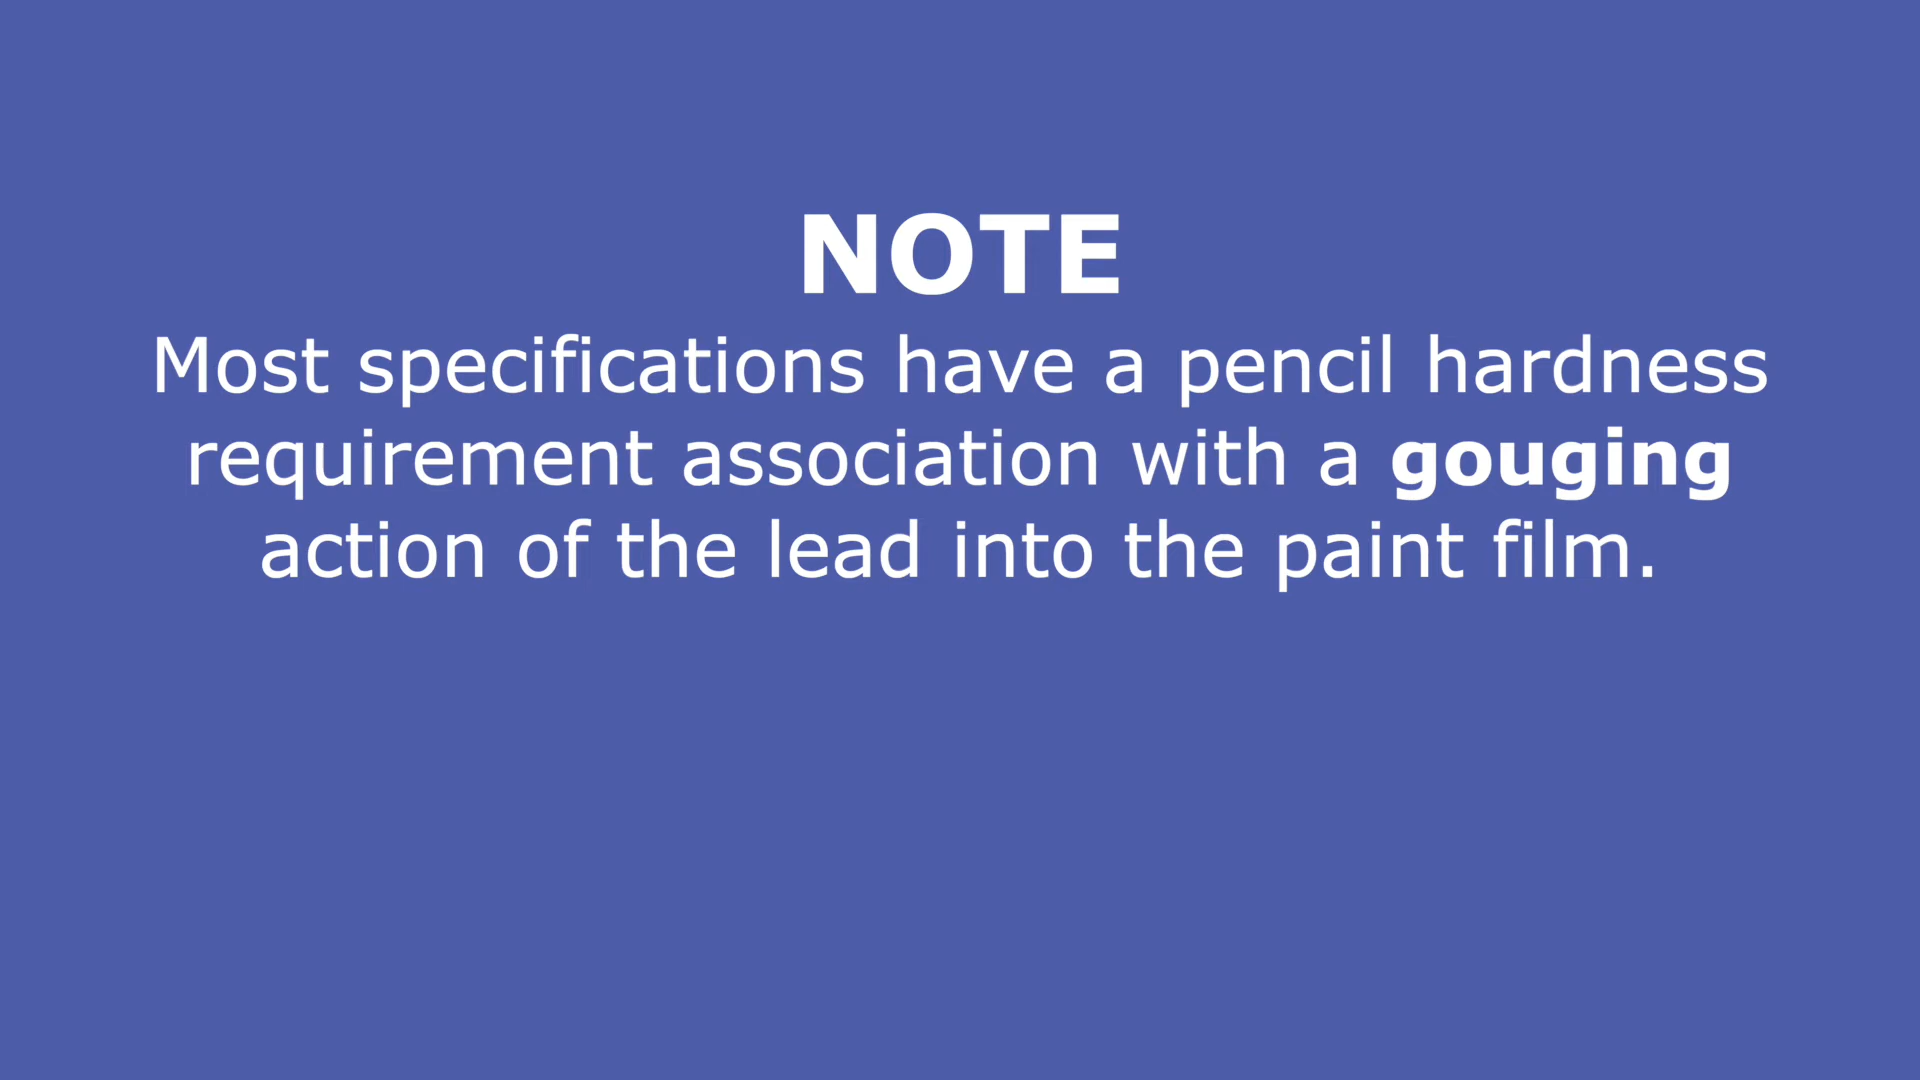 NOTE
Most specifications have a pencil hardness
requirement association with a gouging
action of the lead into the paint film.